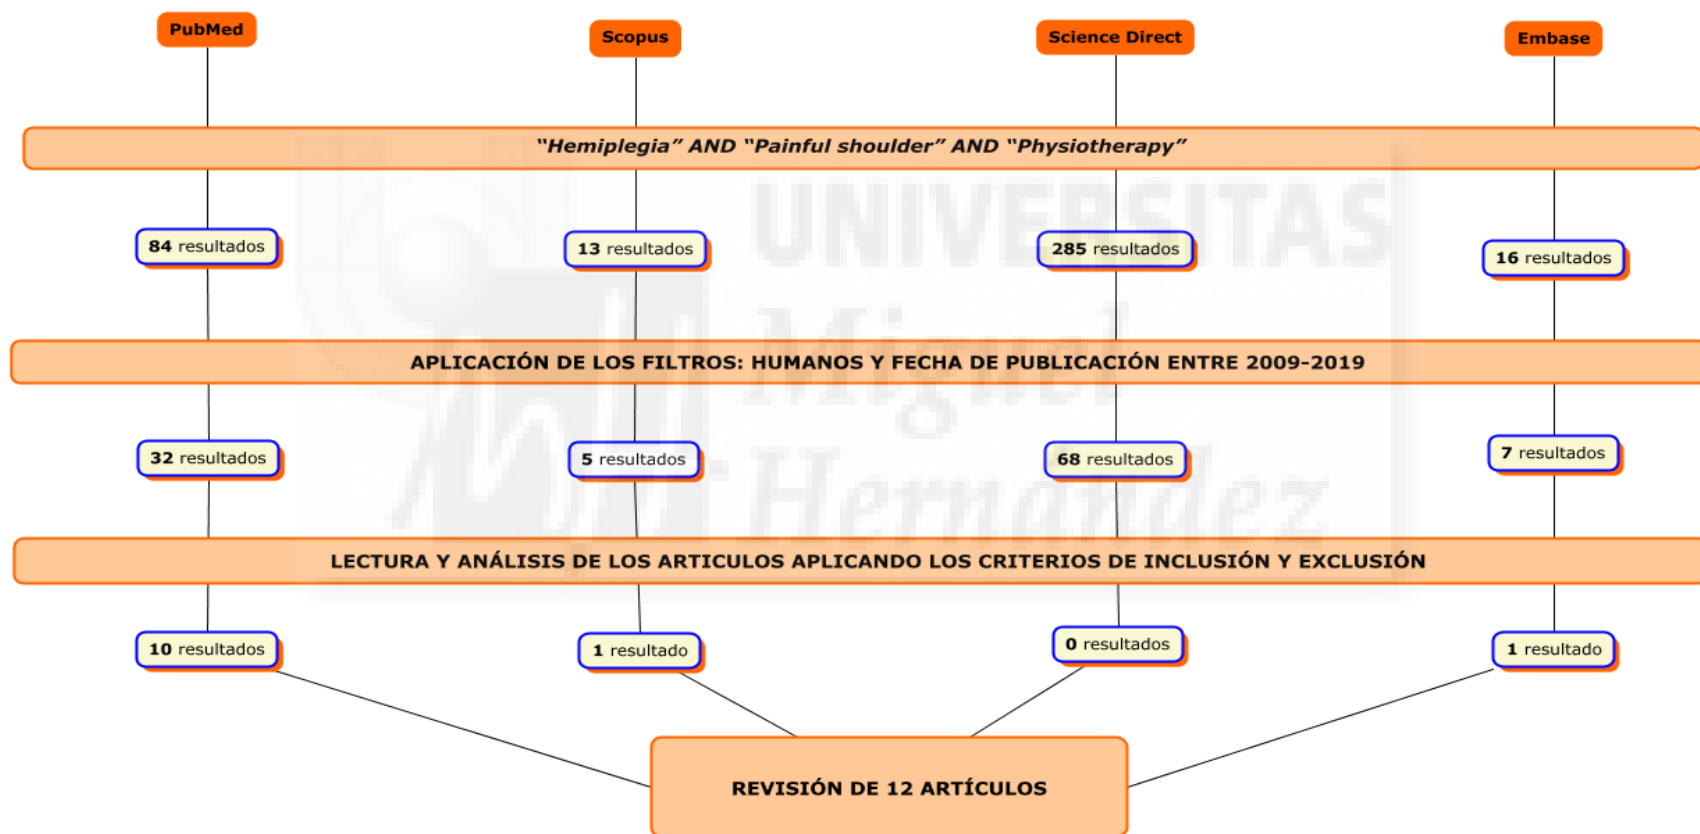 PubMed
Scopus
Science Direct
Embase
“Hemiplegia” AND “Painful shoulder” AND “Physiotherapy”
84 resultados
13 resultados
285 resultados
16 resultados
UNIVERSITAS
Miguel
Hernández
APLICACIÓN DE LOS FILTROS: HUMANOS Y FECHA DE PUBLICACIÓN ENTRE 2009-2019
32 resultados
5 resultados
68 resultados
7 resultados
LECTURA Y ANÁLISIS DE LOS ARTICULOS APLICANDO LOS CRITERIOS DE INCLUSIÓN Y EXCLUSIÓN
10 resultados
1 resultado
0 resultados
1 resultado
REVISIÓN DE 12 ARTÍCULOS